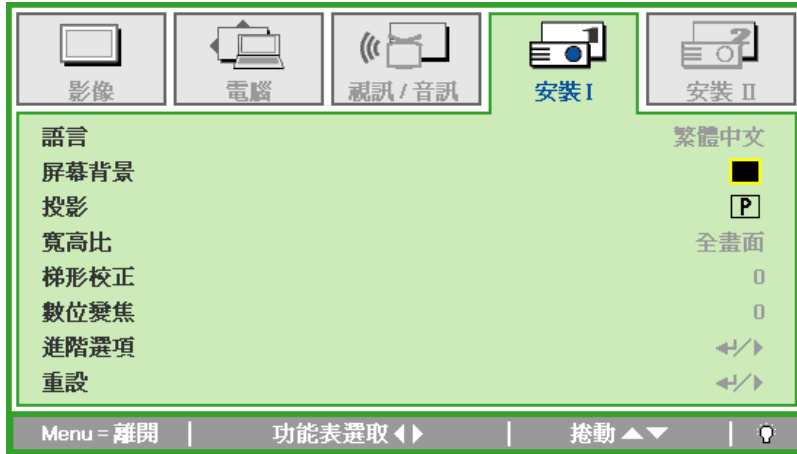 影像
電腦
視訊 / 音訊
安裝 I
安裝 II
語言 繁體中文
屏幕背景
投影 P
寬高比 全畫面
梯形校正 0
數位變焦 0
進階選項
重設
Menu = 離開 功能表選取 捲動